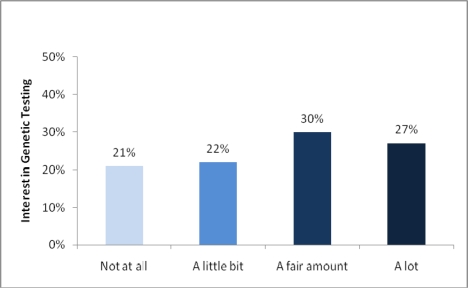 Interest in Genetic Testing
50%
40%
30%
20%
10%
0%
21%
22%
30%
27%
Not at all
A little bit
A fair amount
A lot